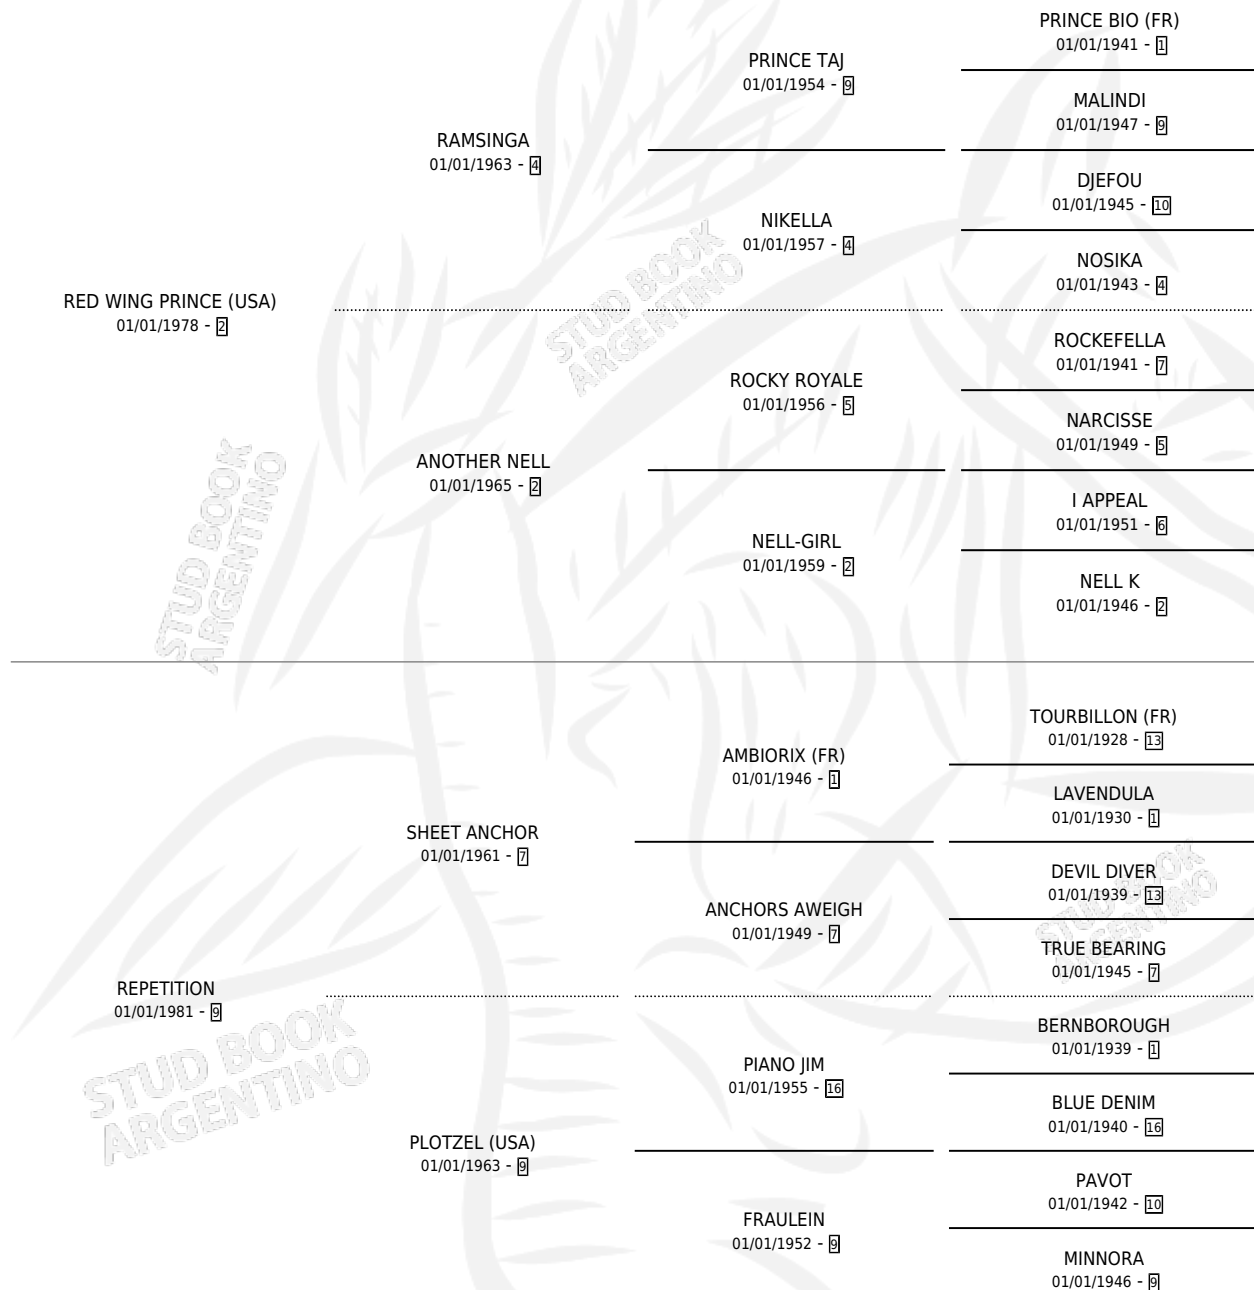 PRINCE BIO (FR)
01/01/1941 - 1
PRINCE TAJ
01/01/1954 - 9
MALINDI
01/01/1947 - 9
RAMSINGA
01/01/1963 - 4
DJEFOU
01/01/1945 - 10
NIKELLA
01/01/1957 - 4
NOSIKA
01/01/1943 - 4
RED WING PRINCE (USA)
01/01/1978 - 2
ROCKEFELLA
01/01/1941 - 7
ROCKY ROYALE
01/01/1956 - 5
NARCISSE
01/01/1949 - 5
ANOTHER NELL
01/01/1965 - 2
I APPEAL
01/01/1951 - 6
NELL-GIRL
01/01/1959 - 2
NELL K
01/01/1946 - 2
TOURBILLON (FR)
01/01/1928 - 13
AMBIORIX (FR)
01/01/1946 - 1
LAVENDULA
01/01/1930 - 1
SHEET ANCHOR
01/01/1961 - 7
DEVIL DIVER
01/01/1939 - 13
ANCHORS AWEIGH
01/01/1949 - 7
TRUE BEARING
01/01/1945 - 7
REPETITION
01/01/1981 - 9
BERNBOROUGH
01/01/1939 - 1
PIANO JIM
01/01/1955 - 16
BLUE DENIM
01/01/1940 - 16
PLOTZEL (USA)
01/01/1963 - 9
PAVOT
01/01/1942 - 10
FRAULEIN
01/01/1952 - 9
MINNORA
01/01/1946 - 9
STUD BOOK
ARGENTINO
STUD BOOK
ARGENTINO
STUD BOOK
ARGENTINO
STUD BOOK
ARGENTINO